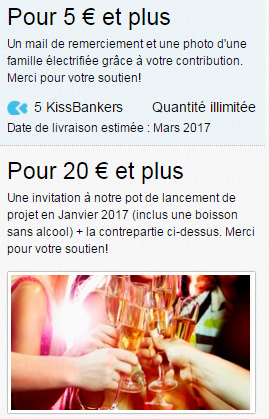 Pour 5 € et plus
Un mail de remerciement et une photo d'une
famille électrifiée grâce à votre contribution.
Merci pour votre soutien!
5 KissBankers Quantité illimitée
Date de livraison estimée : Mars 2017
Pour 20 € et plus
Une invitation à notre pot de lancement de
projet en Janvier 2017 (inclus une boisson
sans alcool) + la contrepartie ci-dessus. Merci
pour votre soutien!